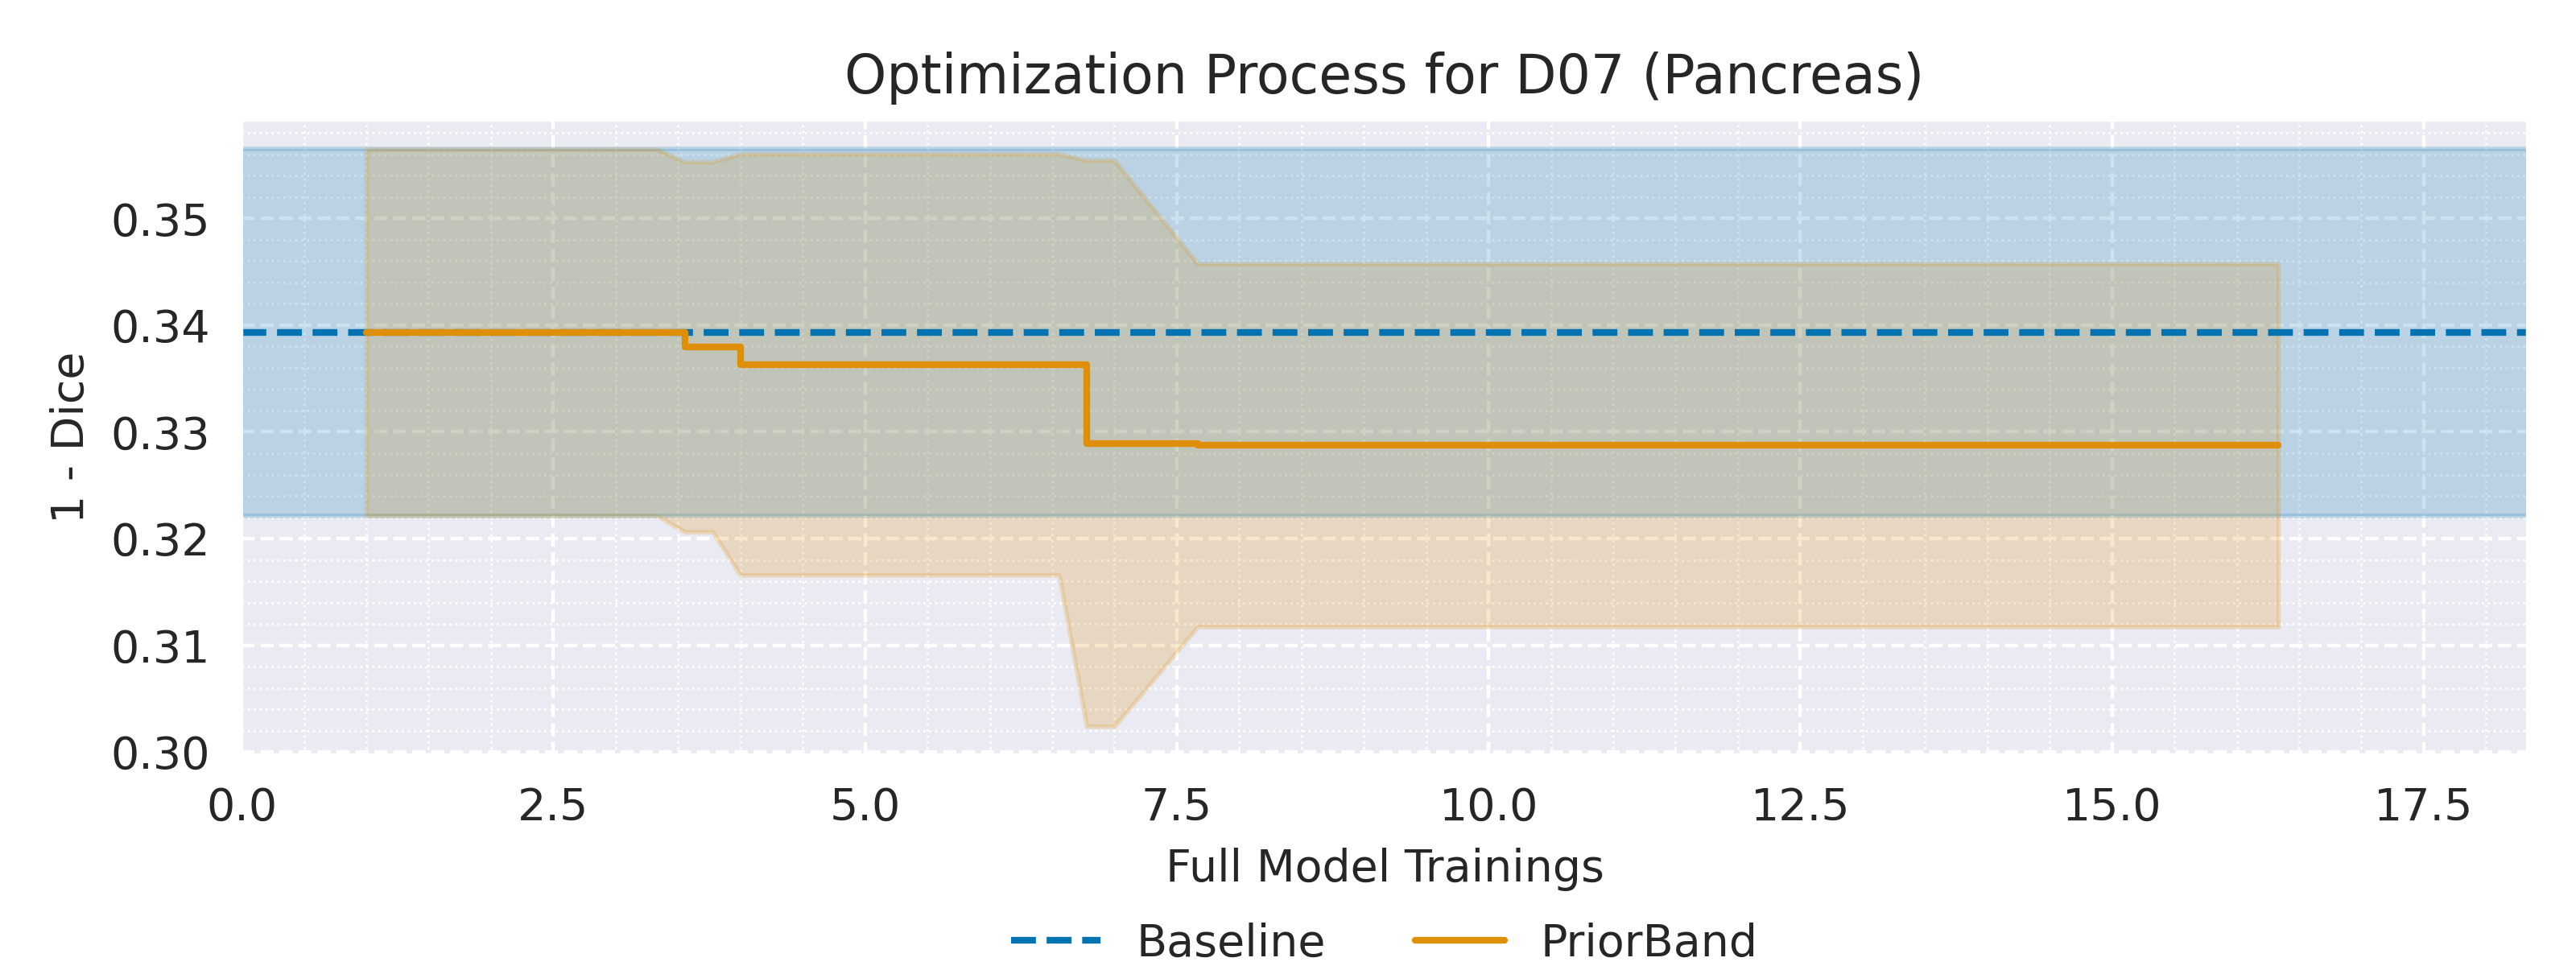 Optimization Process for D07 (Pancreas)
1 - Dice
0.35
0.34
0.33
0.32
0.31
0.30
0.0 2.5 5.0 7.5 10.0 12.5 15.0 17.5
Full Model Trainings
Baseline PriorBand